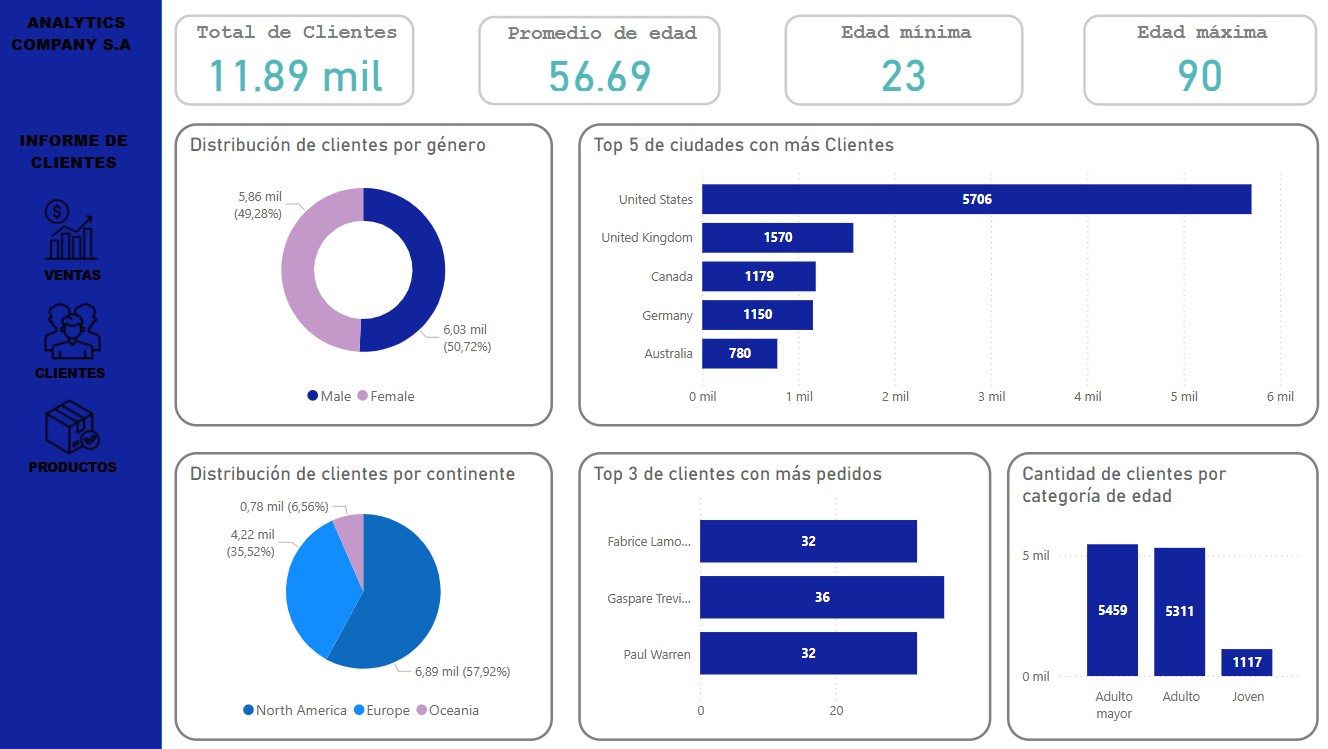 ANALYTICS
COMPANY S.A
INFORME DE
CLIENTES
VENTAS
CLIENTES
PRODUCTOS
Total de Clientes
11.89 mil
Promedio de edad
56.69
Edad mínima
23
Edad máxima
90
Distribución de clientes por género
5,86 mil
(49,28%)
6,03 mil
(50,72%)
Male Female
Top 5 de ciudades con más Clientes
United States 5706
United Kingdom 1570
Canada 1179
Germany 1150
Australia 780
0 mil 1 mil 2 mil 3 mil 4 mil 5 mil 6 mil
Distribución de clientes por continente
0,78 mil (6,56%)
4,22 mil
(35,52%)
6,89 mil (57,92%)
North America Europe Oceania
Top 3 de clientes con más pedidos
Fabrice Lamo... 32
Gaspare Trevi... 36
Paul Warren 32
0 20
Cantidad de clientes por
categoría de edad
5 mil
5459 5311 1117
0 mil
Adulto Adulto Joven
mayor